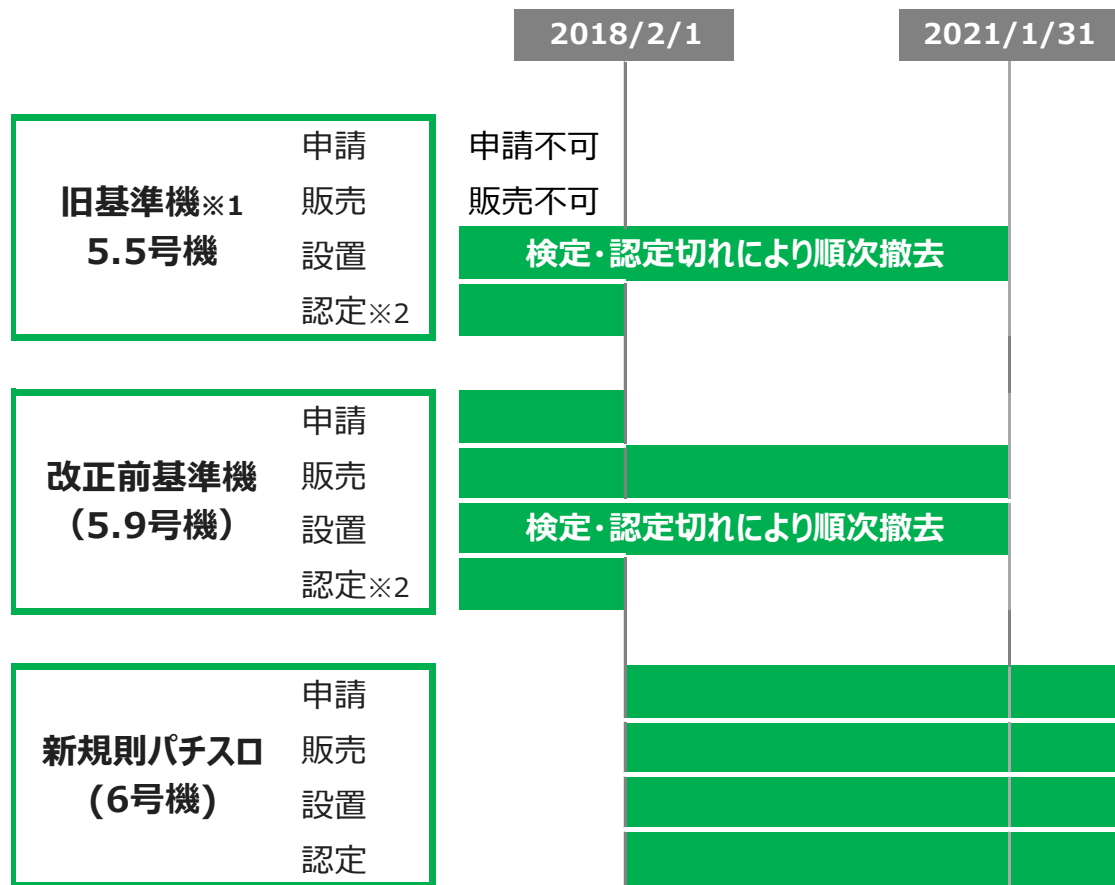 2018/2/1 2021/1/31
申請 申請不可
旧基準機※1 販売 販売不可
5.5号機 設置 検定・認定切れにより順次撤去
認定※2
申請
改正前基準機 販売
（5.9号機） 設置 検定・認定切れにより順次撤去
認定※2
申請
新規則パチスロ 販売
(6号機) 設置
認定